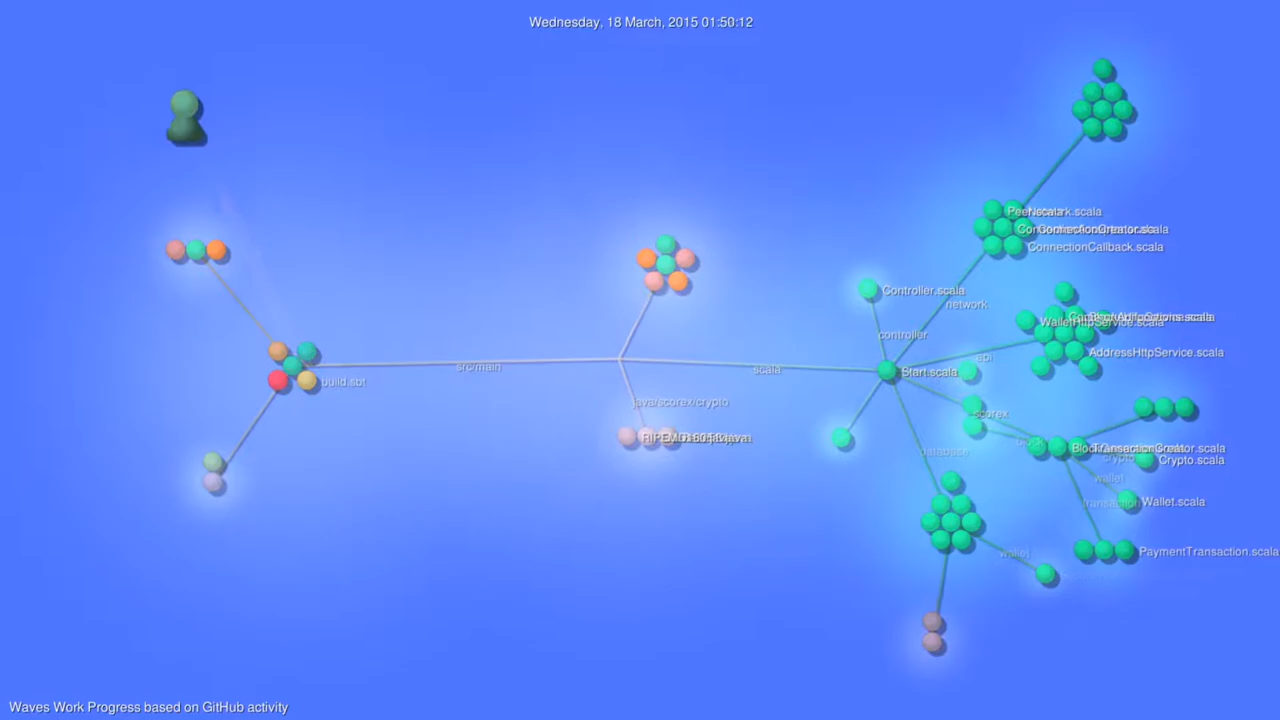 Wednesday, 18 March, 2015 01:50:12
ConnectionCallback.scala
Controller.scala
network
WalletHttpService.scala
controller
AddressHttpService.scala
api
src/main
scala
Start.scala
build.sbt
java/scorex/crypto
scorex
database
Crypto.scala
wallet
Wallet.scala
transaction
PaymentTransaction.scala
wallet
Waves Work Progress based on GitHub activity